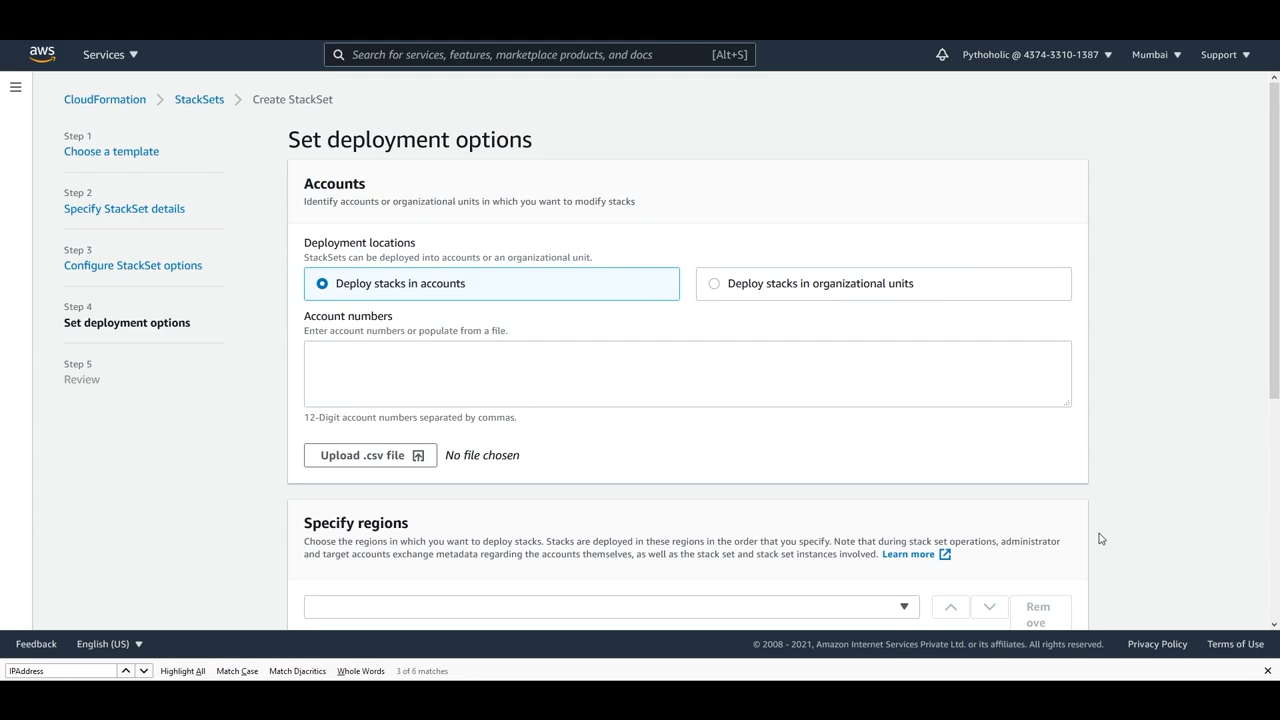 aws
Services
Search for services, features, marketplace products, and docs
[Alt+S]
Pythoholic @ 4374-3310-1387
Mumbai
Support
CloudFormation
StackSets
Create StackSet
Step 1
Choose a template
Step 2
Specify StackSet details
Step 3
Configure StackSet options
Step 4
Set deployment options
Step 5
Review
Set deployment options
Accounts
Identify accounts or organizational units in which you want to modify stacks
Deployment locations
StackSets can be deployed into accounts or an organizational unit.
Deploy stacks in accounts
Deploy stacks in organizational units
Account numbers
Enter account numbers or populate from a file.
12-Digit account numbers separated by commas.
Upload .csv file
No file chosen
Specify regions
Choose the regions in which you want to deploy stacks. Stacks are deployed in these regions in the order that you specify. Note that during stack set operations, administrator
and target accounts exchange metadata regarding the accounts themselves, as well as the stack set and stack set instances involved. Learn more
Rem
ove
Feedback
English (US)
© 2008 - 2021, Amazon Internet Services Private Ltd. or its affiliates. All rights reserved.
Privacy Policy
Terms of Use
IPAddress
Highlight All
Match Case
Match Diacritics
Whole Words
3 of 6 matches